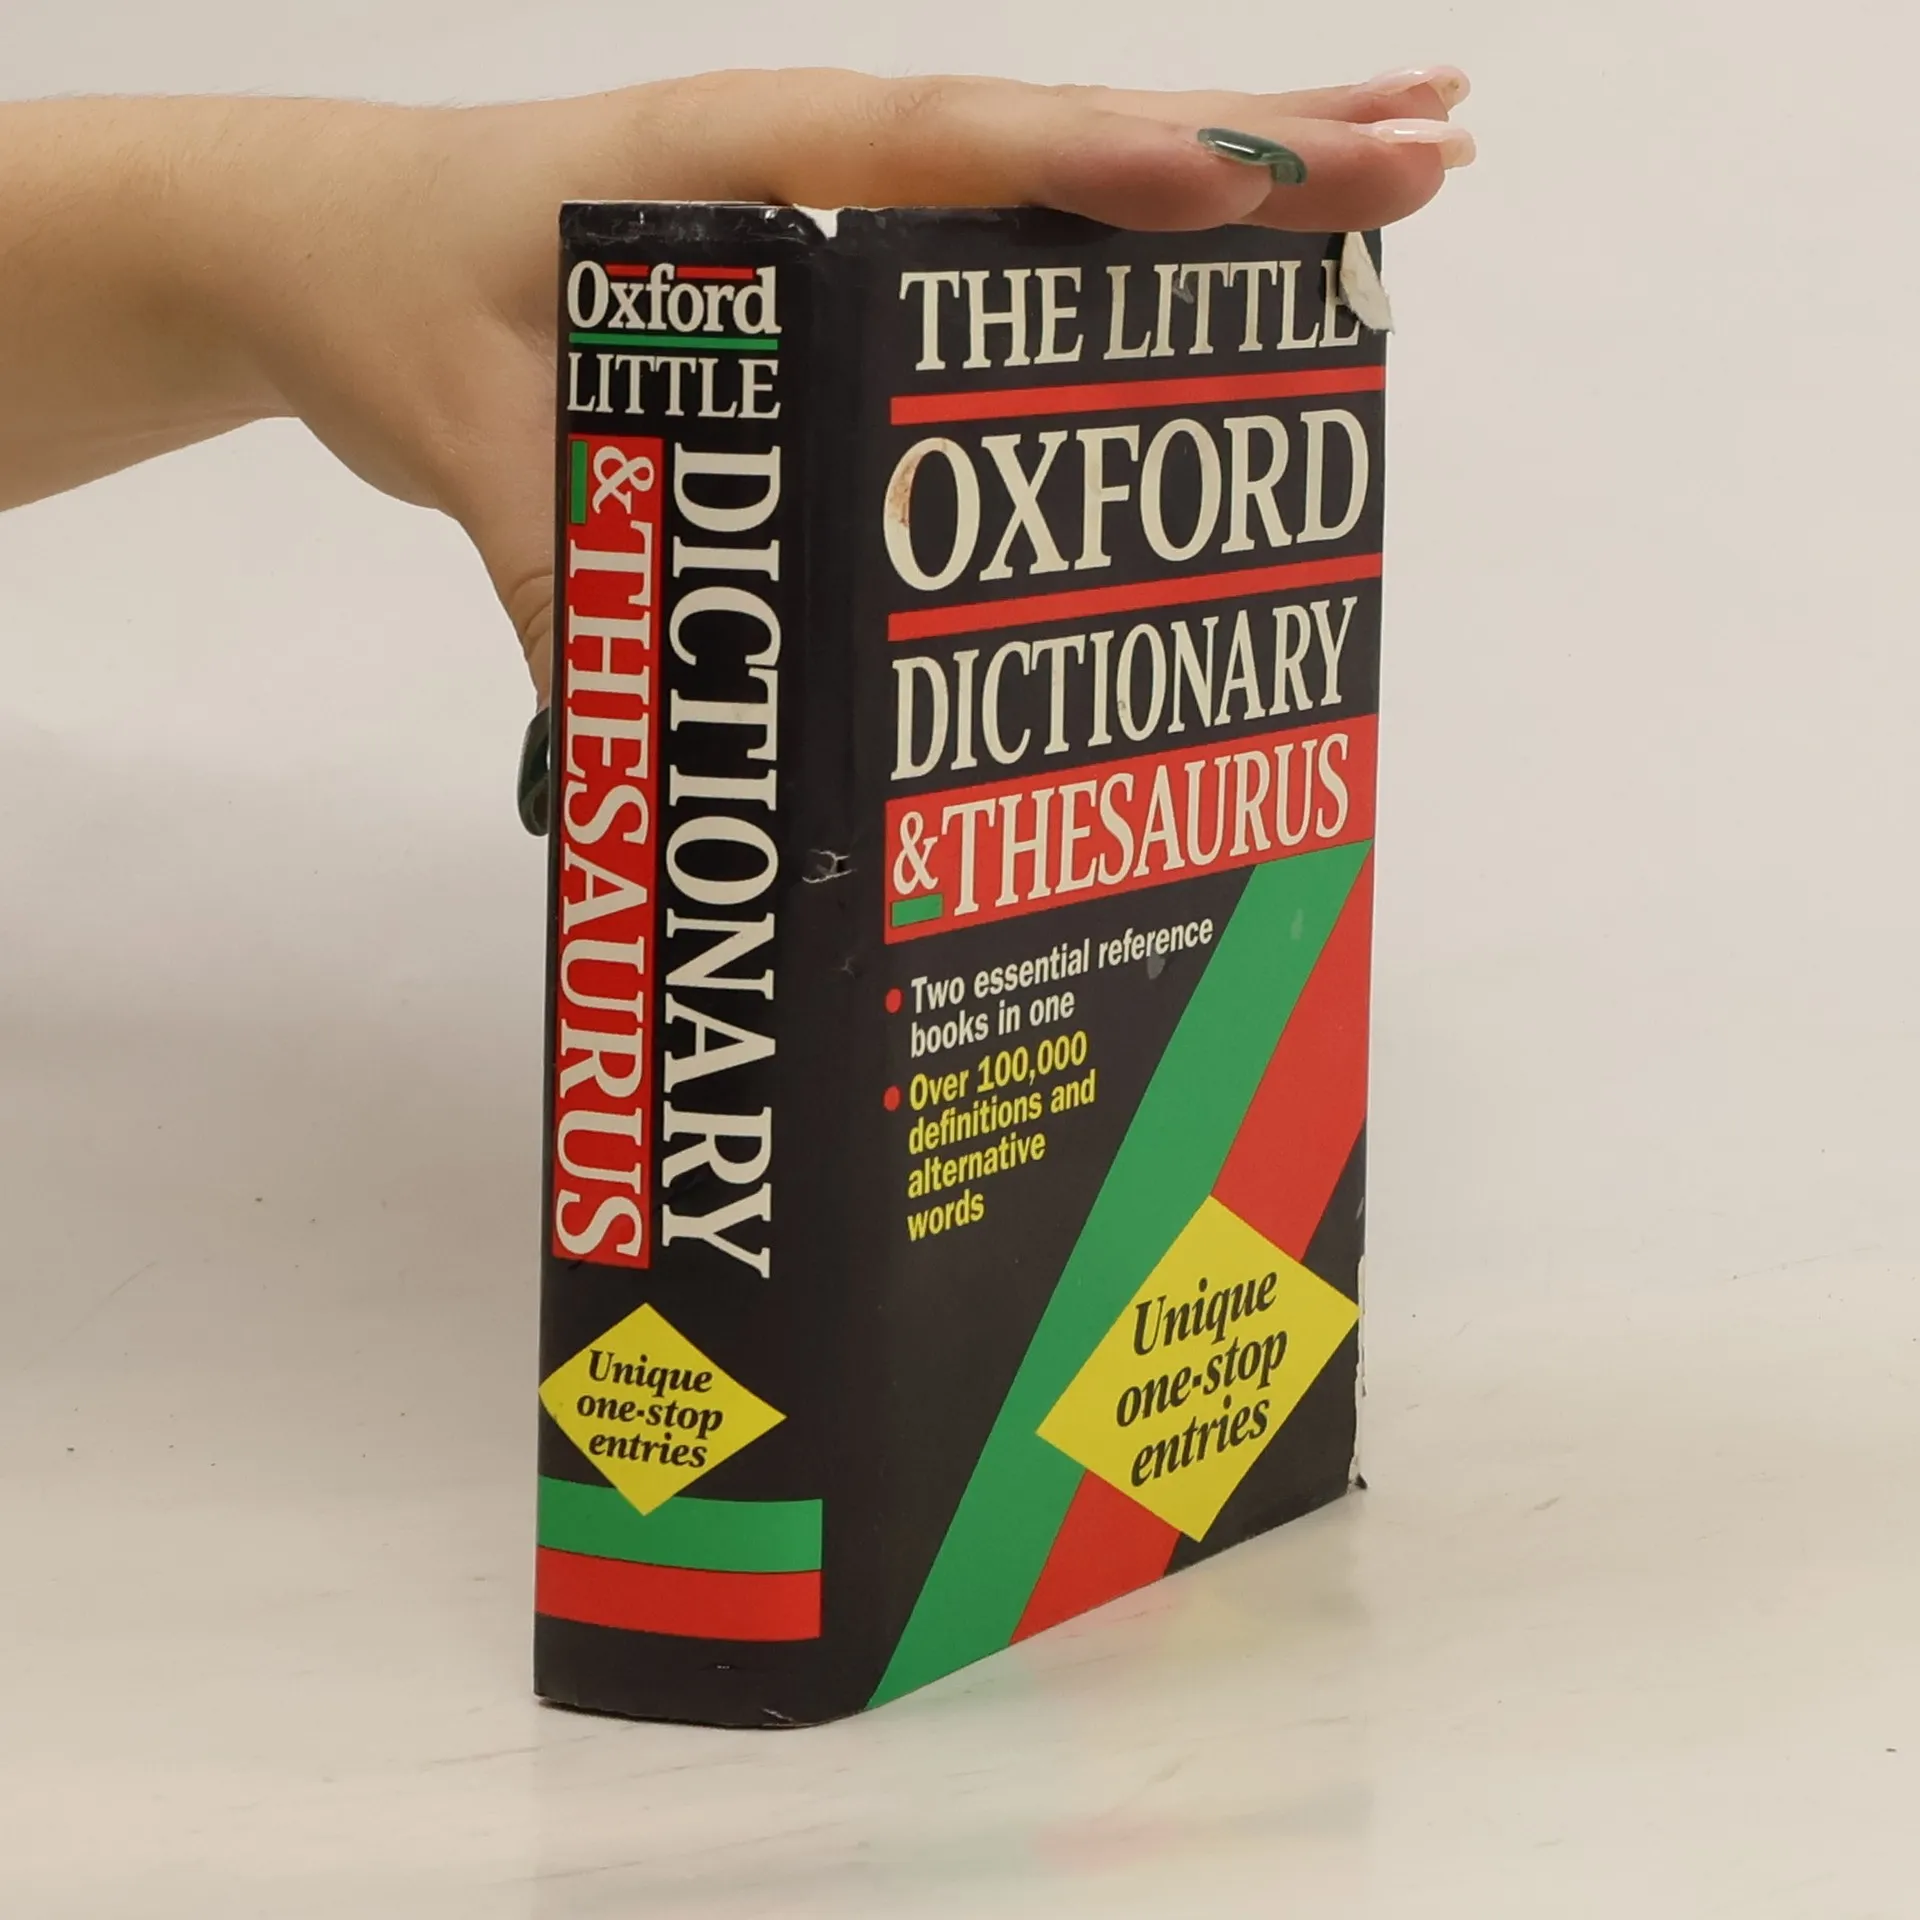 Oxford
LITTLE
DICTIONARY
& THESAURUS
Unique
one-stop
entries
THE LITTLE
OXFORD
DICTIONARY
& THESAURUS
Two essential reference
books in one
Over 100,000
definitions and
alternative
words
Unique
one-stop
entries